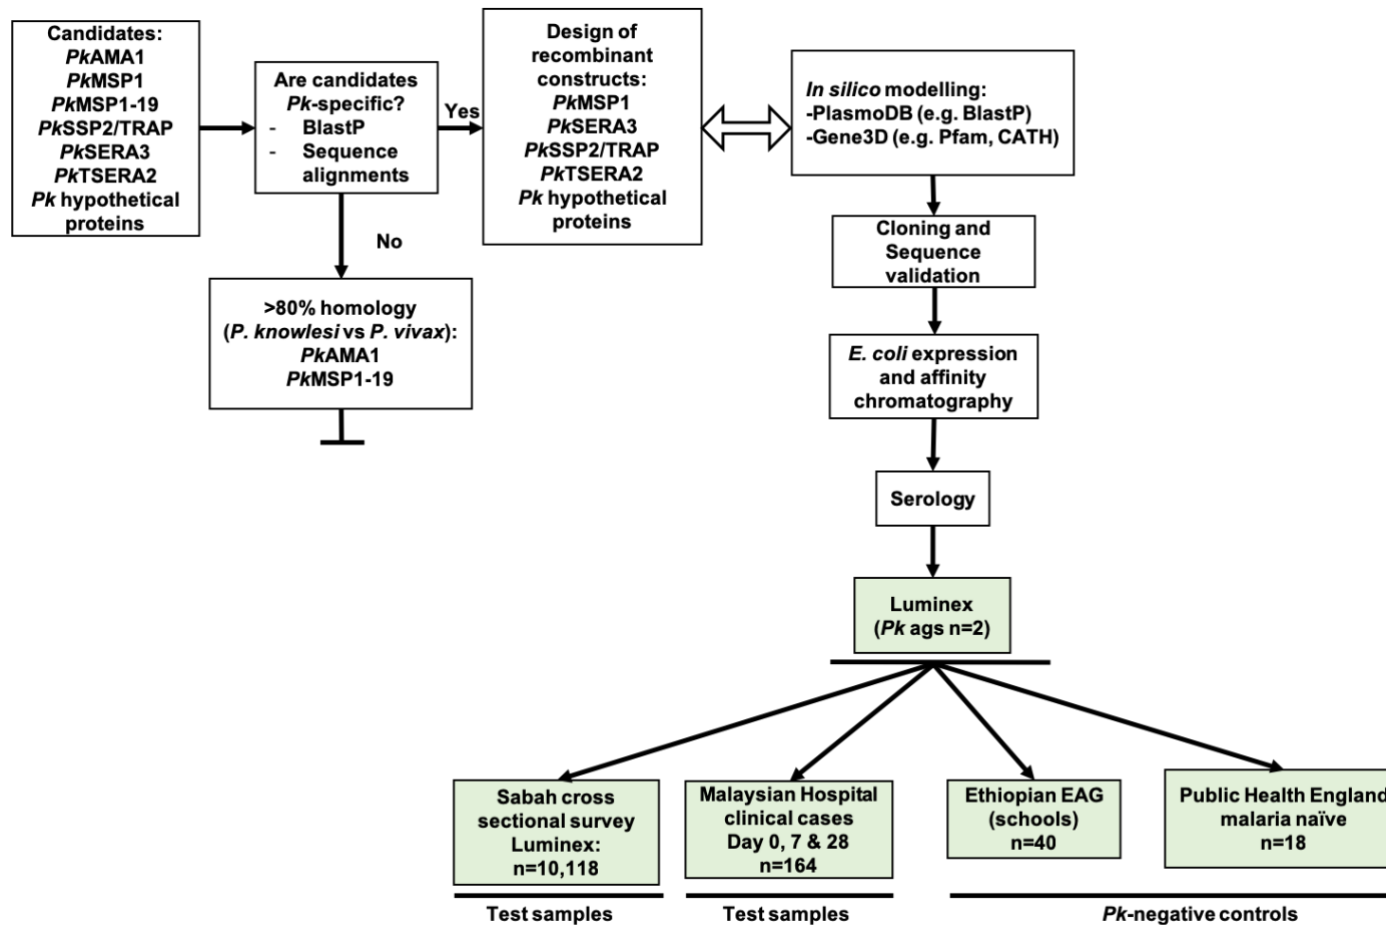 Candidates:
PkAMA1
PkMSP1
PkMSP1-19
PkSSP2/TRAP
PkSERA3
PkTSERA2
Pk hypothetical
proteins
Are candidates
Pk-specific?
- BlastP
- Sequence
alignments
Yes
No
>80% homology
(P. knowlesi vs P. vivax):
PkAMA1
PkMSP1-19
Design of
recombinant
constructs:
PkMSP1
PkSERA3
PkSSP2/TRAP
PkTSERA2
Pk hypothetical
proteins
In silico modelling:
-PlasmoDB (e.g. BlastP)
-Gene3D (e.g. Pfam, CATH)
Cloning and
Sequence
validation
E. coli expression
and affinity
chromatography
Serology
Luminex
(Pk ags n=2)
Sabah cross
sectional survey
Luminex:
n=10,118
Test samples
Malaysian Hospital
clinical cases
Day 0, 7 & 28
n=164
Test samples
Ethiopian EAG
(schools)
n=40
Public Health England
malaria naïve
n=18
Pk-negative controls